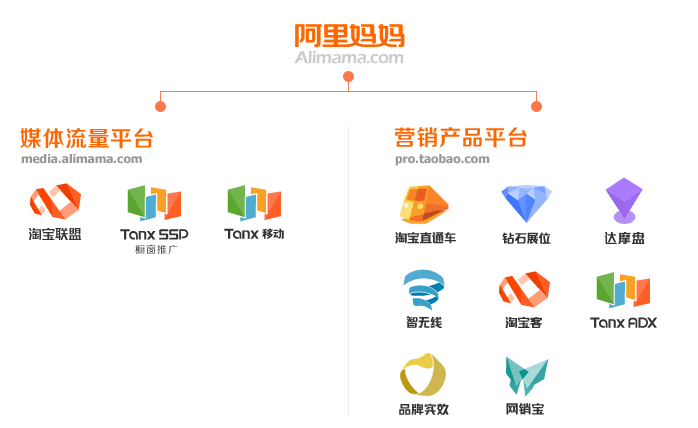 阿里妈妈
Alimama.com
媒体流量平台
media.alimama.com
淘宝联盟
Tanx SSP
橱窗推广
Tanx 移动
营销产品平台
pro.taobao.com
淘宝直通车
钻石展位
达摩盘
智无线
淘宝客
Tanx ADX
品牌实效
网销宝